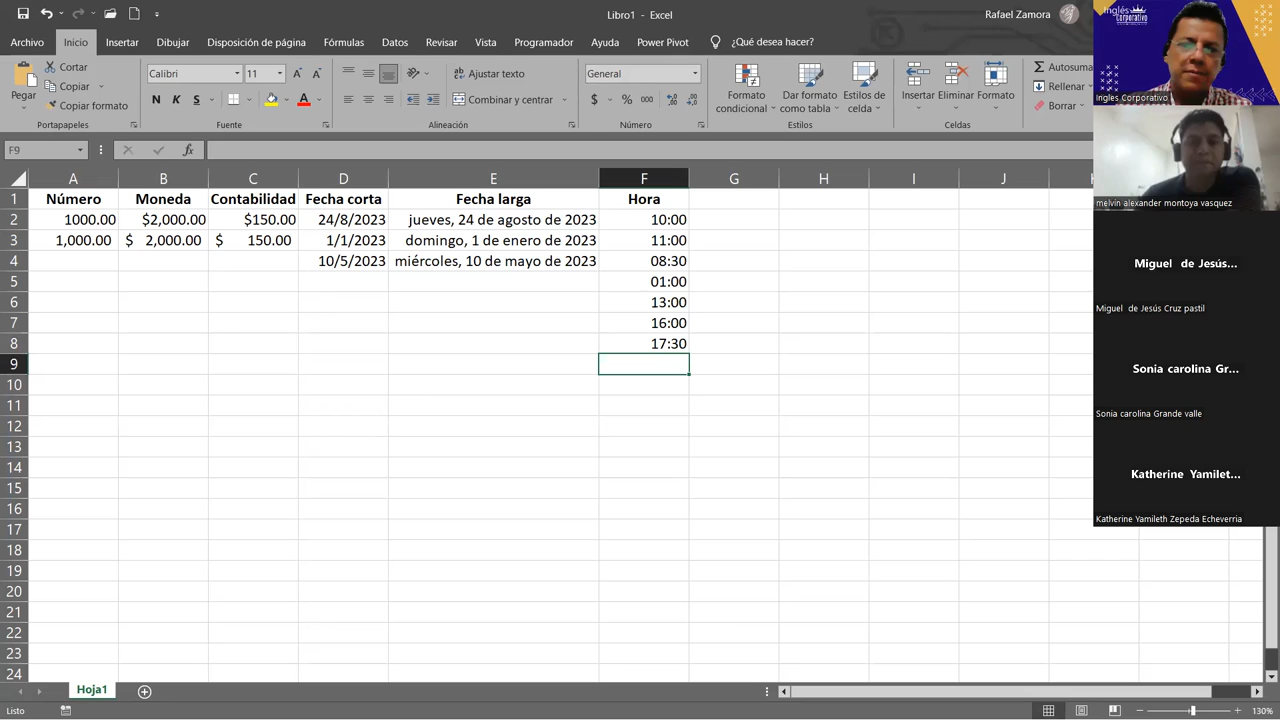 Libro1 - Excel
Rafael Zamora
Archivo Inicio Insertar Dibujar Disposición de página Fórmulas Datos Revisar Vista Programador Ayuda Power Pivot ¿Qué desea hacer?
Pegar
Cortar
Copiar
Copiar formato
Portapapeles
Calibri 11
N K S
Fuente
Ajustar texto
Combinar y centrar
Alineación
General
$ % 000
Número
Formato condicional
Dar formato como tabla
Estilos de celda
Estilos
Insertar Eliminar Formato
Celdas
Autosuma
Rellenar
Borrar
F9
fx
A B C D E F G H I J
1 Número Moneda Contabilidad Fecha corta Fecha larga Hora
2 1000.00 $2,000.00 $150.00 24/8/2023 jueves, 24 de agosto de 2023 10:00
3 1,000.00 $ 2,000.00 $ 150.00 1/1/2023 domingo, 1 de enero de 2023 11:00
4 10/5/2023 miércoles, 10 de mayo de 2023 08:30
5 01:00
6 13:00
7 16:00
8 17:30
9
10
11
12
13
14
15
16
17
18
19
20
21
22
23
24
Hoja1
Listo
130%
Inglés
Corporativo
Ingles Corporativo
melvin alexander montoya vasquez
Miguel de Jesús...
Miguel de Jesús Cruz pastil
Sonia carolina Gr...
Sonia carolina Grande valle
Katherine Yamilet...
Katherine Yamileth Zepeda Echeverria